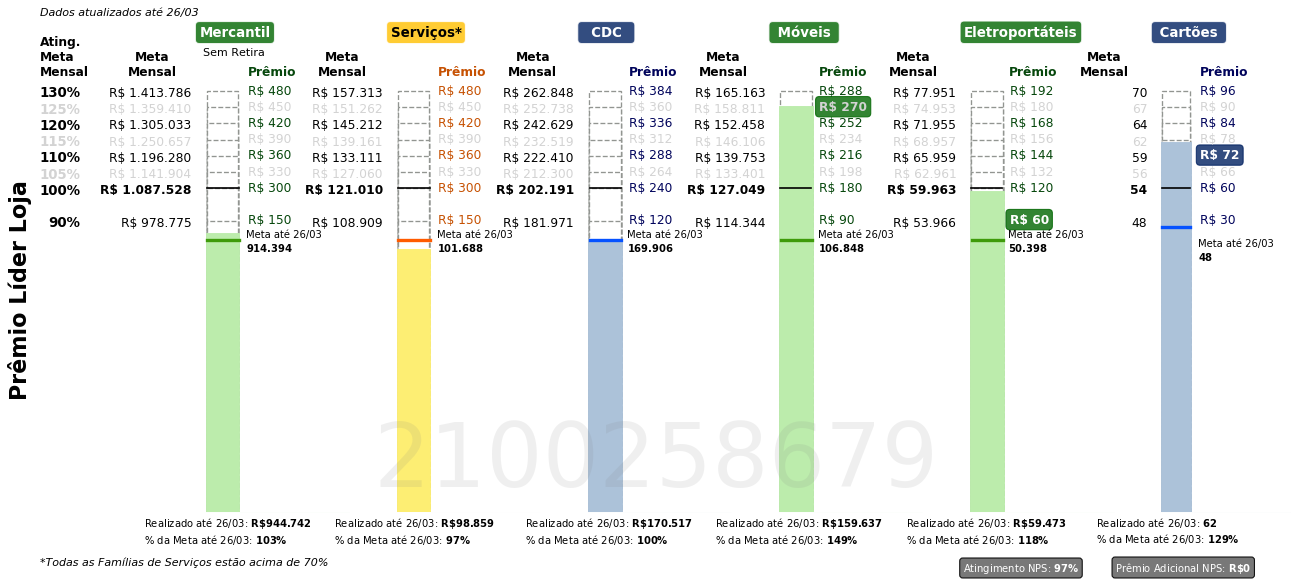 Dados atualizados até 26/03
Mercantil Serviços* CDC Móveis Eletroportáteis Cartões
Sem Retira
Ating. Meta Mensal Meta Mensal Prêmio Meta Mensal Prêmio Meta Mensal Prêmio Meta Mensal Prêmio Meta Mensal Prêmio Meta Mensal Prêmio
130% R$ 1.413.786 R$ 480 R$ 157.313 R$ 480 R$ 262.848 R$ 384 R$ 165.163 R$ 288 R$ 77.951 R$ 192 70 R$ 96
125% R$ 1.359.410 R$ 450 R$ 151.262 R$ 450 R$ 252.738 R$ 360 R$ 158.811 R$ 270 R$ 74.953 R$ 180 67 R$ 90
120% R$ 1.305.033 R$ 420 R$ 145.212 R$ 420 R$ 242.629 R$ 336 R$ 152.458 R$ 252 R$ 71.955 R$ 168 64 R$ 84
115% R$ 1.250.657 R$ 390 R$ 139.161 R$ 390 R$ 232.519 R$ 312 R$ 146.106 R$ 234 R$ 68.957 R$ 156 62 R$ 78
110% R$ 1.196.280 R$ 360 R$ 133.111 R$ 360 R$ 222.410 R$ 288 R$ 139.753 R$ 216 R$ 65.959 R$ 144 59 R$ 72
105% R$ 1.141.904 R$ 330 R$ 127.060 R$ 330 R$ 212.300 R$ 264 R$ 133.401 R$ 198 R$ 62.961 R$ 132 56 R$ 66
100% R$ 1.087.528 R$ 300 R$ 121.010 R$ 300 R$ 202.191 R$ 240 R$ 127.049 R$ 180 R$ 59.963 R$ 120 54 R$ 60
90% R$ 978.775 R$ 150 R$ 108.909 R$ 150 R$ 181.971 R$ 120 R$ 114.344 R$ 90 R$ 53.966 R$ 60 48 R$ 30
Meta até 26/03 Meta até 26/03 Meta até 26/03 Meta até 26/03 Meta até 26/03 Meta até 26/03
914.394 101.688 169.906 106.848 50.398 48
Prêmio Líder Loja
2100258679
Realizado até 26/03: R$944.742 Realizado até 26/03: R$98.859 Realizado até 26/03: R$170.517 Realizado até 26/03: R$159.637 Realizado até 26/03: R$59.473 Realizado até 26/03: 62
% da Meta até 26/03: 103% % da Meta até 26/03: 97% % da Meta até 26/03: 100% % da Meta até 26/03: 149% % da Meta até 26/03: 118% % da Meta até 26/03: 129%
*Todas as Famílias de Serviços estão acima de 70% Atingimento NPS: 97% Prêmio Adicional NPS: R$0